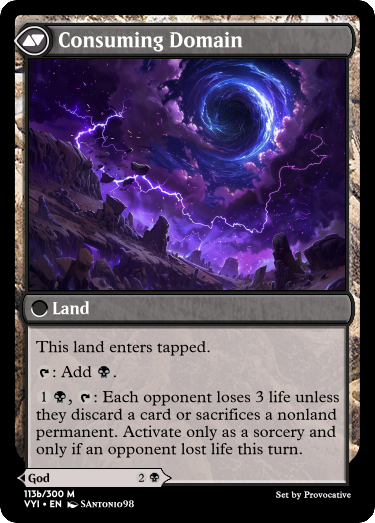 Consuming Domain
Land
This land enters tapped.
: Add .
1 , : Each opponent loses 3 life unless
they discard a card or sacrifices a nonland
permanent. Activate only as a sorcery and
only if an opponent lost life this turn.
God 2
113b/300 M
VYI • EN SAntonio98
Set by Provocative